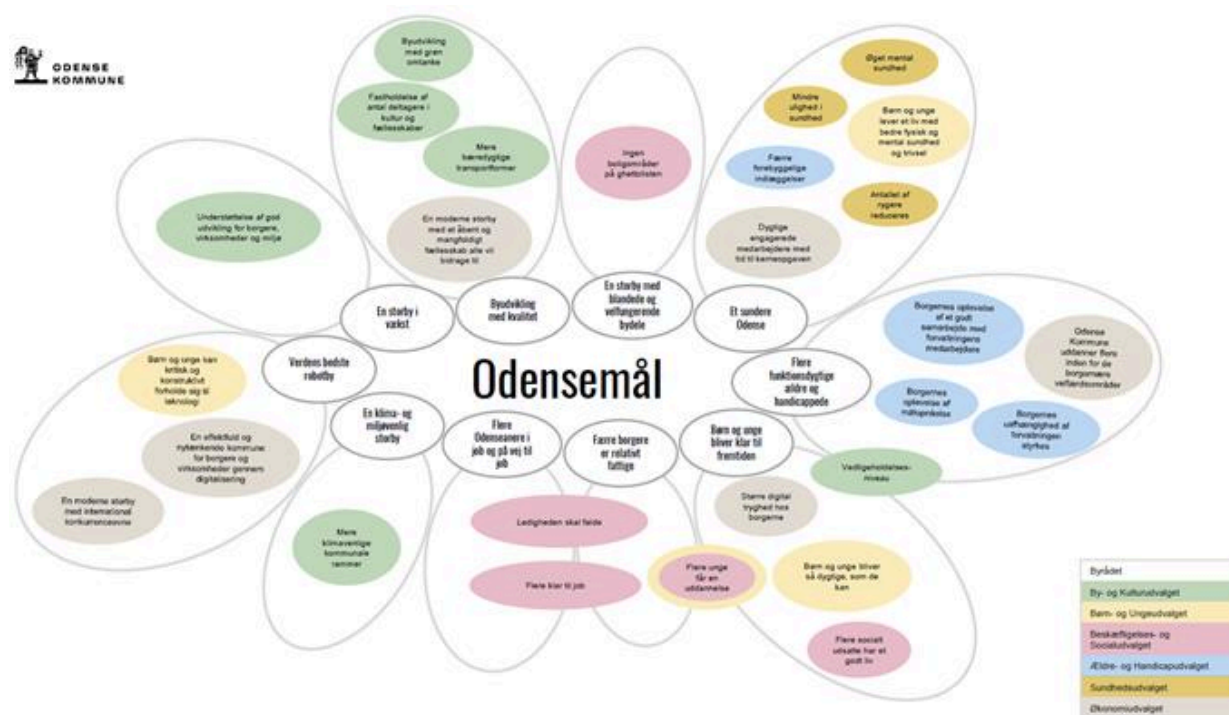 ODENSE
KOMMUNE
Byudvikling
med grøn
omtanke
Fastholdelse af
antal deltagere i
kultur og
fællesskaber
Mere
bæredygtige
transportformer
En moderne storby
med et åbent og
mangfoldigt
fællesskab alle vil
bidrage til
Understøttelse af god
udvikling for borgere,
virksomheder og miljø
Ingen
boligområder
på ghettolisten
Øget mental
sundhed
Mindre
ulighed i
sundhed
Børn og unge
lever et liv med
bedre fysisk og
mental sundhed
og trivsel
Færre
forebyggelige
indlæggelser
Antallet af
rygere
reduceres
Dygtige
engagerede
medarbejdere med
tid til kerneopgaven
En storby i
vækst
Byudvikling
med kvalitet
En storby med
blandede og
velfungerende
bydele
Et sundere
Odense
Verdens bedste
robotby
Odensemål
Flere
funktionsdygtige
ældre og
handicappede
En klima- og
miljøvenlig
storby
Flere
Odenseanere i
job og på vej til
job
Færre borgere
er relativt
fattige
Børn og unge
bliver klar til
fremtiden
Borgernes oplevelse
af et godt
samarbejde med
forvaltningens
medarbejdere
Odense
Kommune
uddanner flere
inden for de
borgernære
velfærdsområder
Borgernes
oplevelse af
målopnåelse
Borgernes
uafhængighed af
forvaltningen
styrkes
Vedligeholdelses-
niveau
Børn og unge kan
kritisk og
konstruktivt
forholde sig til
teknologi
En effektfuld og
nytænkende kommune
for borgere og
virksomheder gennem
digitalisering
En moderne storby
med international
konkurrenceevne
Mere
klimavenlige
kommunale
rammer
Ledigheden skal falde
Flere klar til job
Flere unge
får en
uddannelse
Større digital
tryghed hos
borgerne
Børn og unge bliver
så dygtige, som de
kan
Flere socialt
udsatte har et
godt liv
Byrådet
By- og Kulturudvalget
Børn- og Ungeudvalget
Beskæftigelses- og
Socialudvalget
Ældre- og Handicapudvalget
Sundhedsudvalget
Økonomiudvalget